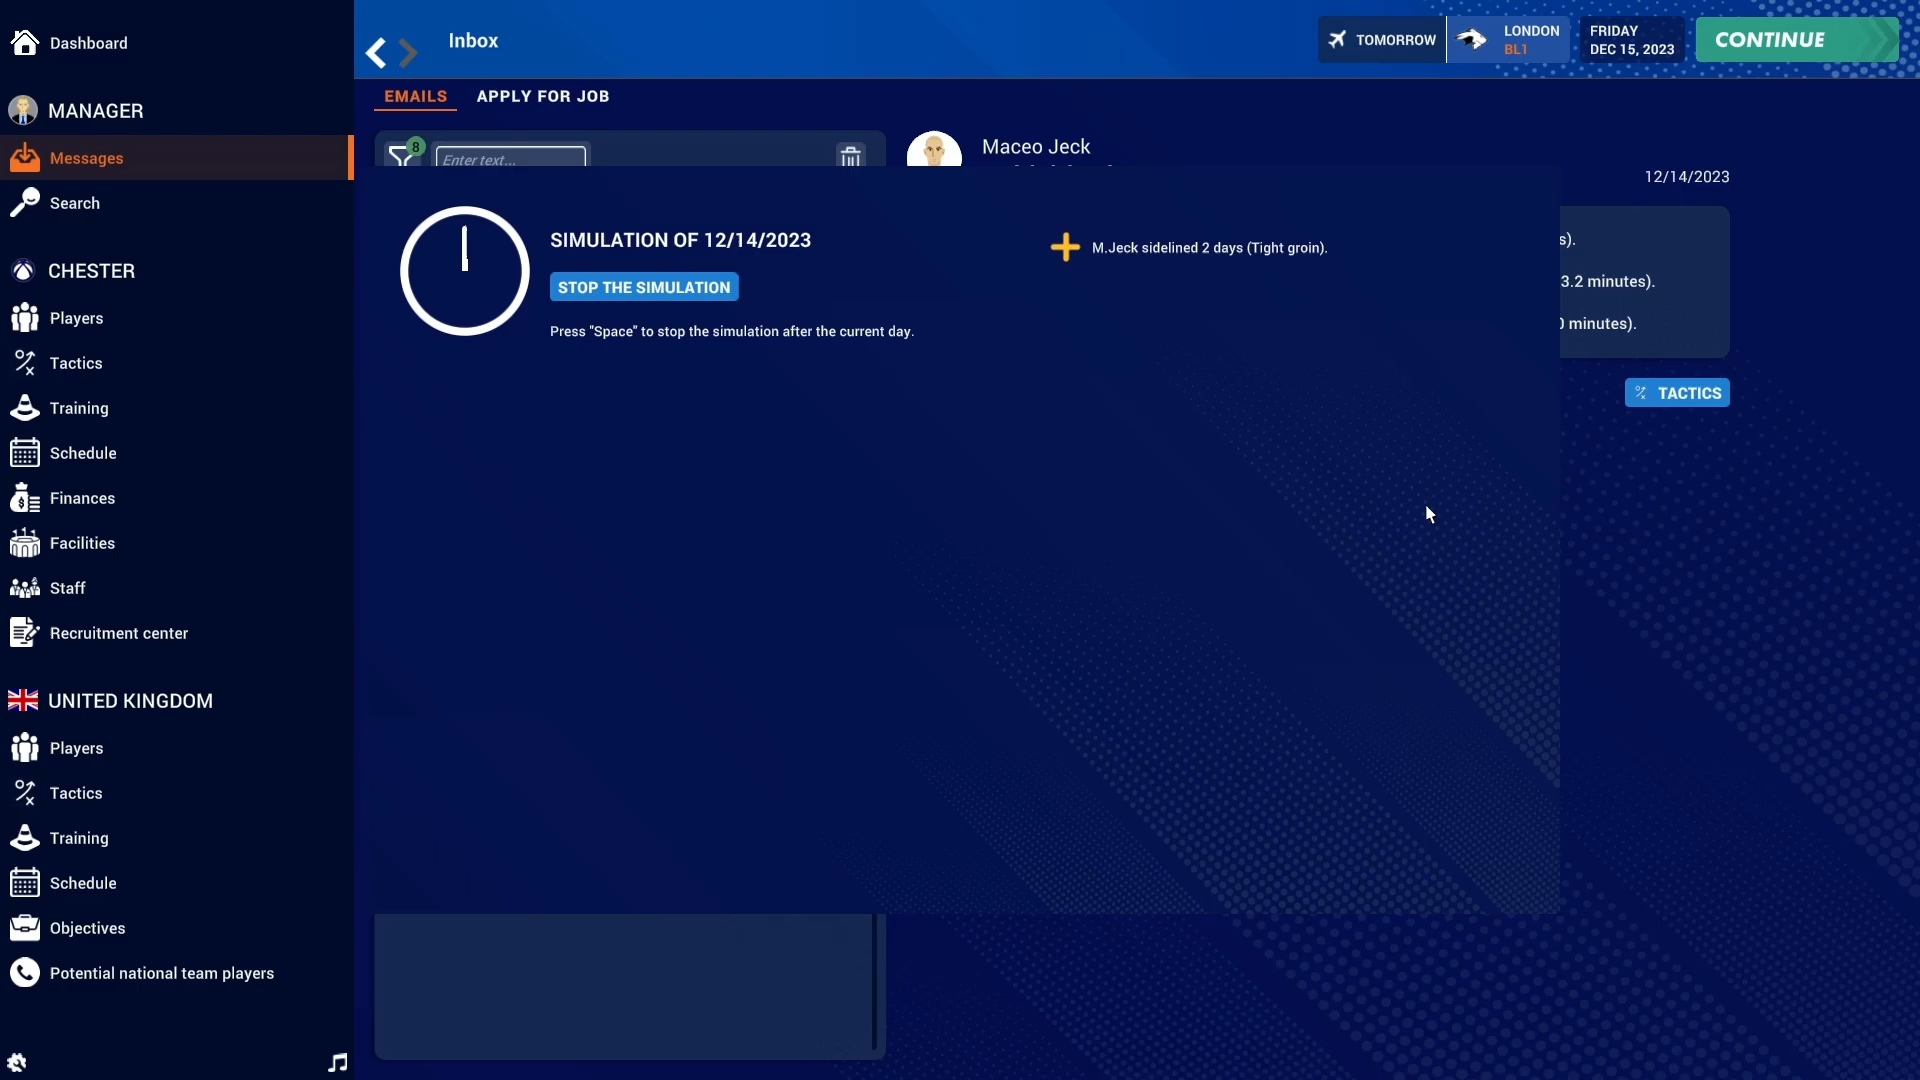 Dashboard
MANAGER
Messages
Search
CHESTER
Players
Tactics
Training
Schedule
Finances
Facilities
Staff
Recruitment center
UNITED KINGDOM
Players
Tactics
Training
Schedule
Objectives
Potential national team players
Inbox
TOMORROW
LONDON
BL1
FRIDAY
DEC 15, 2023
CONTINUE
EMAILS
APPLY FOR JOB
8
Enter text...
Maceo Jeck
12/14/2023
SIMULATION OF 12/14/2023
STOP THE SIMULATION
Press "Space" to stop the simulation after the current day.
M.Jeck sidelined 2 days (Tight groin).
s).
3.2 minutes).
minutes).
TACTICS